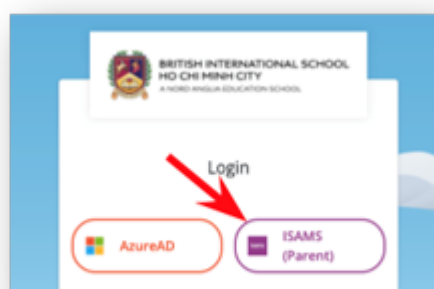 BRITISH INTERNATIONAL SCHOOL
HO CHI MINH CITY
A NORD ANGLIA EDUCATION SCHOOL
Login
AzureAD
ISAMS
(Parent)